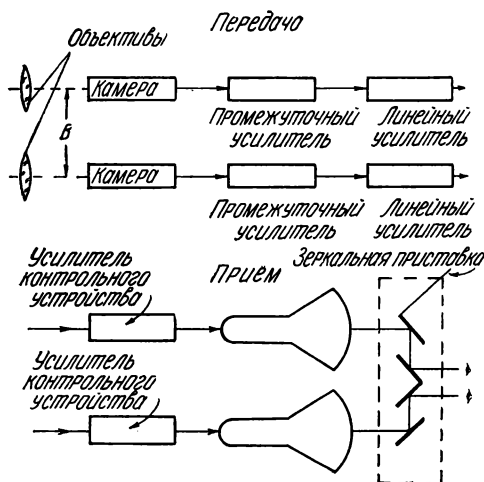 Передача
Объективы
Камера
Промежуточный
усилитель
Линейный
усилитель
В
Камера
Промежуточный
усилитель
Линейный
усилитель
Приём
Зеркальная приставка
Усилитель
контрольного
устройства
Усилитель
контрольного
устройства